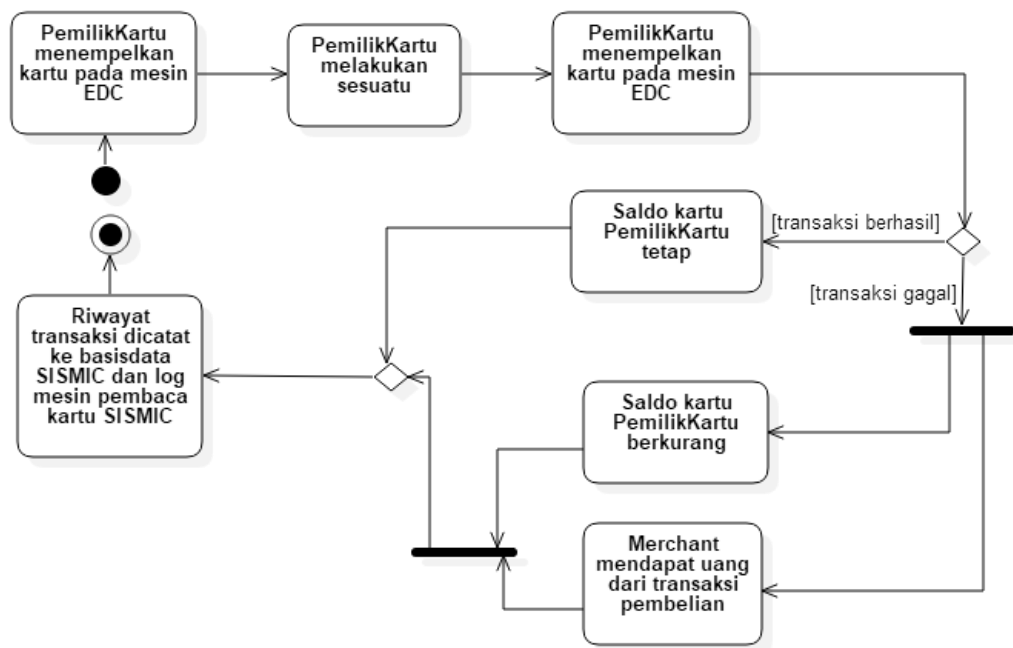 PemilikKartu
menempelkan
kartu pada mesin
EDC
PemilikKartu
melakukan
sesuatu
PemilikKartu
menempelkan
kartu pada mesin
EDC
Saldo kartu
PemilikKartu
tetap
[transaksi berhasil]
[transaksi gagal]
Riwayat
transaksi dicatat
ke basisdata
SISMIC dan log
mesin pembaca
kartu SISMIC
Saldo kartu
PemilikKartu
berkurang
Merchant
mendapat uang
dari transaksi
pembelian